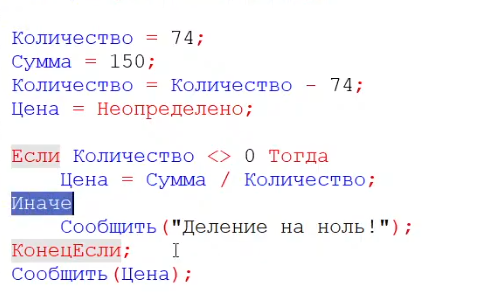 Количество = 74;
Сумма = 150;
Количество = Количество - 74;
Цена = Неопределено;
Если Количество <> 0 Тогда
Цена = Сумма / Количество;
Иначе
Сообщить("Деление на ноль!");
КонецЕсли;
Сообщить(Цена);